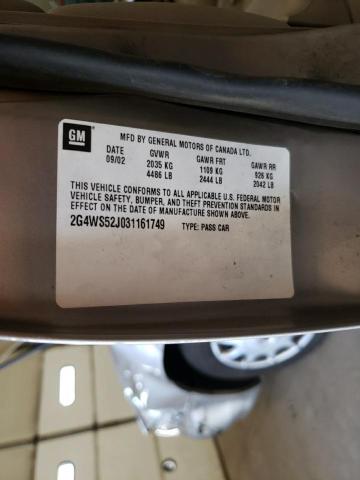 GM
MFD BY GENERAL MOTORS OF CANADA LTD.
DATE GVWR GAWR FRT GAWR RR
09/02 2035 KG 1109 KG 926 KG
4486 LB 2444 LB 2042 LB
THIS VEHICLE CONFORMS TO ALL APPLICABLE U.S. FEDERAL MOTOR
VEHICLE SAFETY, BUMPER, AND THEFT PREVENTION STANDARDS IN
EFFECT ON THE DATE OF MANUFACTURE SHOWN ABOVE.
2G4WS52J031161749 TYPE: PASS CAR